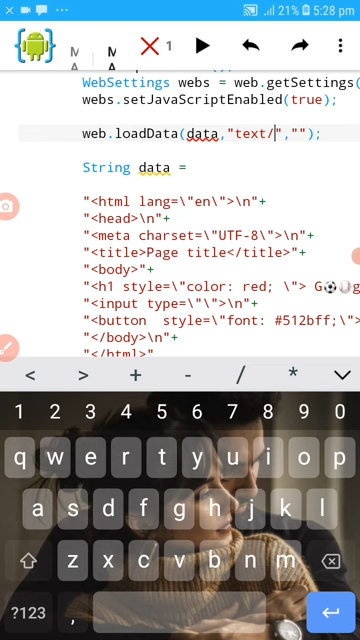 21% 5:28 pm
1
WebSettings webs = web.getSettings(
webs.setJavaScriptEnabled(true);
web.loadData(data,"text/","");
String data =
"<html lang=\"en\">\n"+
"<head>\n"+
"<meta charset=\"UTF-8\">\n"+
"<title>Page title</title>"+
"<body>"+
"<h1 style=\"color: red; \"> G⚽⚾g
"<input type=\"\">\n"+
"<button  style=\"font: #512bff;\">
"</body>\n"+
"</html>"
< > + - / *
1 2 3 4 5 6 7 8 9 0
q w e r t y u i o p
a s d f g h j k l
z x c v b n m
?123 ,